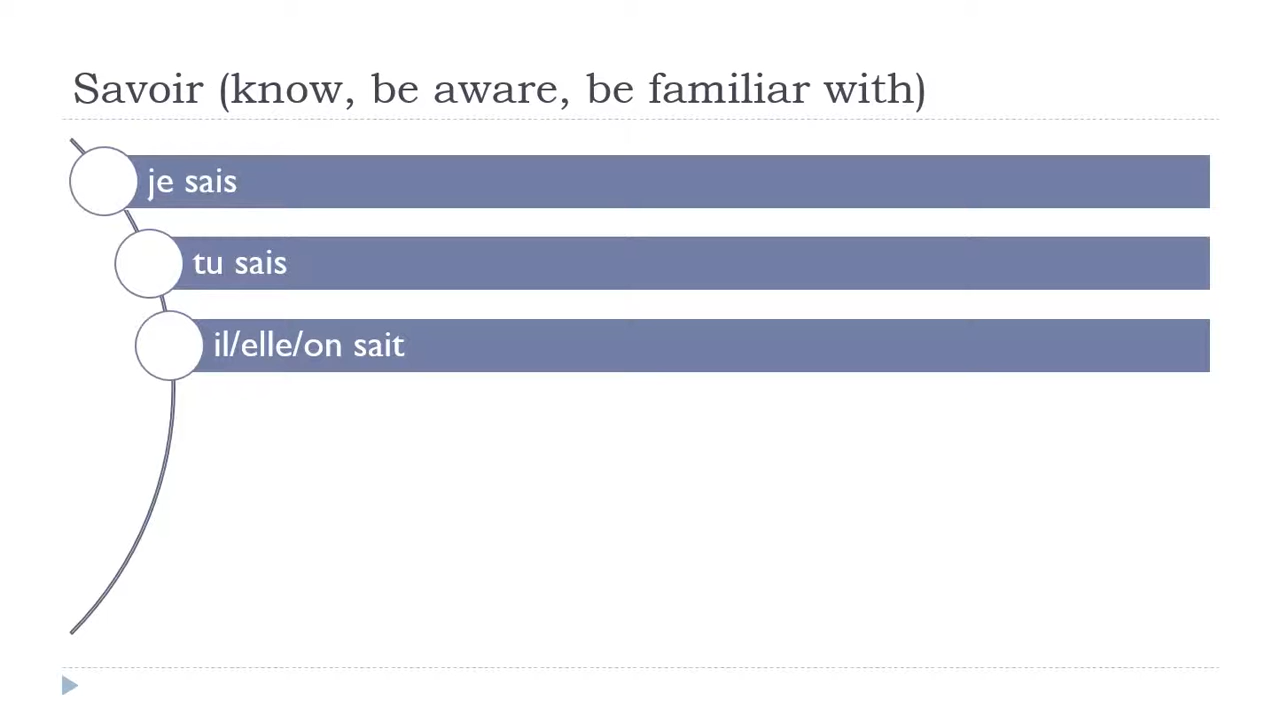 Savoir (know, be aware, be familiar with)
je sais
tu sais
il/elle/on sait